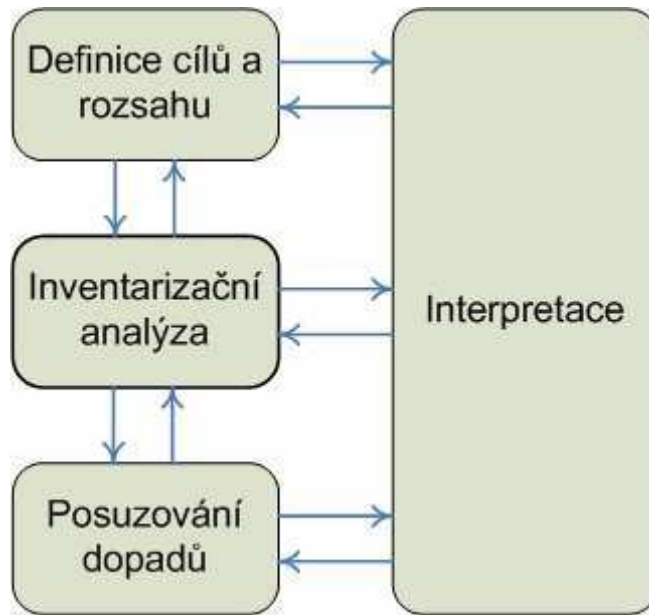 Definice cílů a
rozsahu
Inventarizační
analýza
Interpretace
Posuzování
dopadů